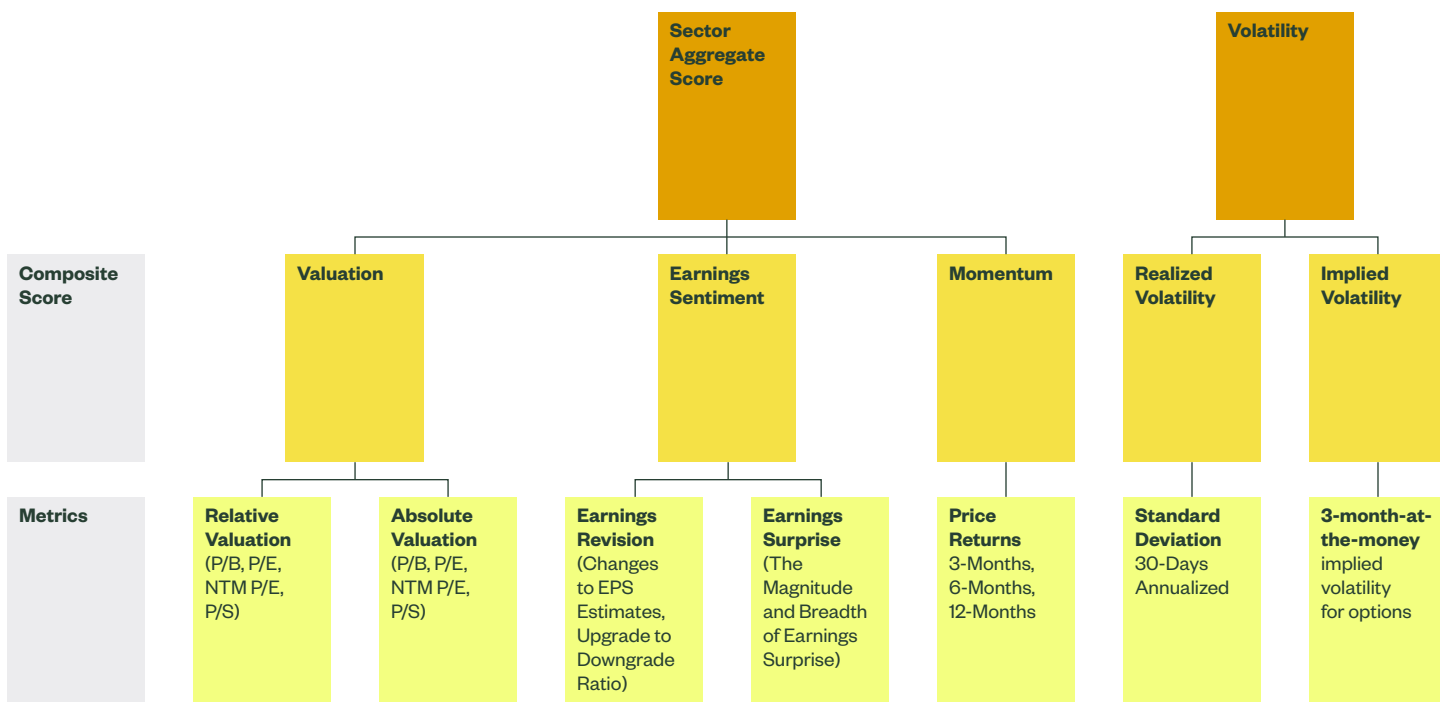 Sector
Aggregate
Score
Volatility
Composite
Score
Valuation
Earnings
Sentiment
Momentum
Realized
Volatility
Implied
Volatility
Metrics
Relative
Valuation
(P/B, P/E,
NTM P/E,
P/S)
Absolute
Valuation
(P/B, P/E,
NTM P/E,
P/S)
Earnings
Revision
(Changes
to EPS
Estimates,
Upgrade to
Downgrade
Ratio)
Earnings
Surprise
(The
Magnitude
and Breadth
of Earnings
Surprise)
Price
Returns
3-Months,
6-Months,
12-Months
Standard
Deviation
30-Days
Annualized
3-month-at-
the-money
implied
volatility
for options